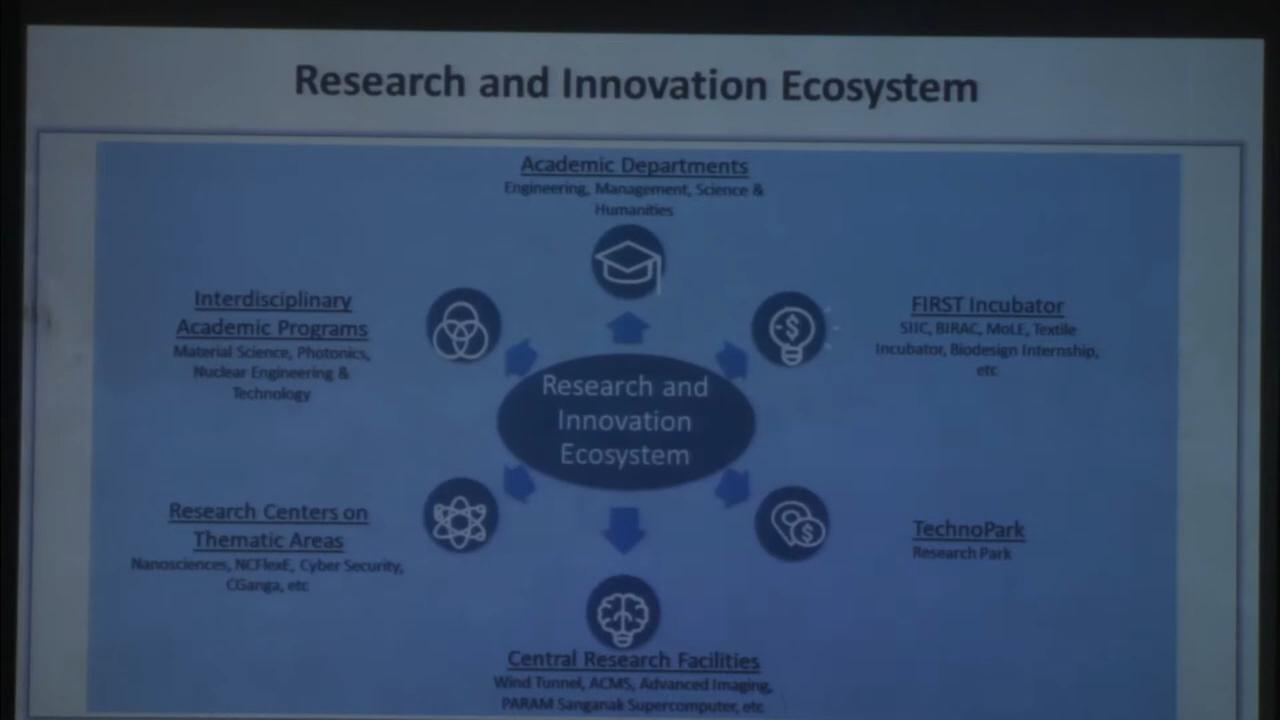 Research and Innovation Ecosystem
Academic Departments
Engineering, Management, Science &
Humanities
Interdisciplinary
Academic Programs
Material Science, Photonics,
Nuclear Engineering &
Technology
FIRST Incubator
SIIC, BIRAC, MoLE, Textile
Incubator, Biodesign Internship,
etc
Research and
Innovation
Ecosystem
Research Centers on
Thematic Areas
Nanosciences, NCFlexE, Cyber Security,
CGanga, etc
TechnoPark
Research Park
Central Research Facilities
Wind Tunnel, ACMS, Advanced Imaging,
PARAM Sanganak Supercomputer, etc